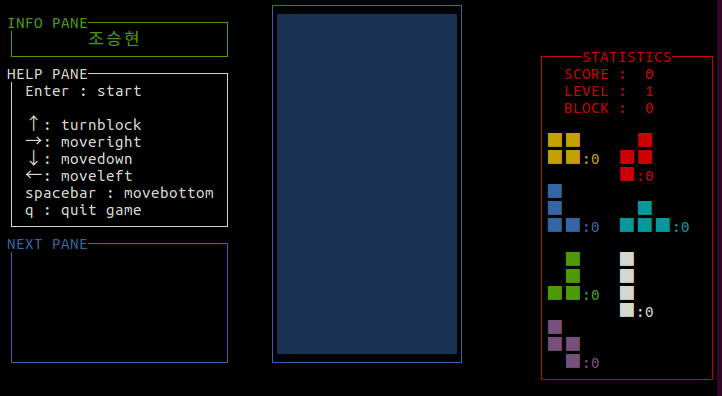 INFO PANE
조승현
HELP PANE
Enter : start
↑: turnblock
→: moveright
↓: movedown
←: moveleft
spacebar : movebottom
q : quit game
NEXT PANE
STATISTICS
SCORE : 0
LEVEL : 1
BLOCK : 0
:0
:0
:0
:0
:0
:0
:0